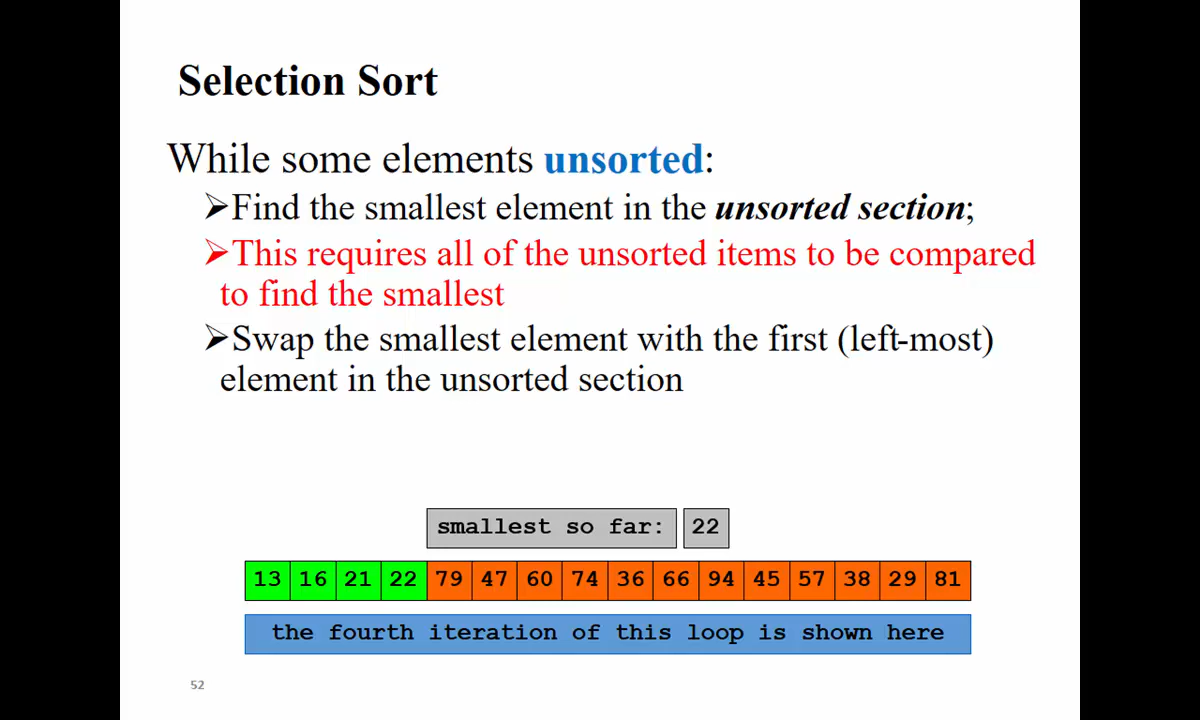 Selection Sort
While some elements unsorted:
➢Find the smallest element in the unsorted section;
➢This requires all of the unsorted items to be compared
to find the smallest
➢Swap the smallest element with the first (left-most)
element in the unsorted section
smallest so far: 22
13 16 21 22 79 47 60 74 36 66 94 45 57 38 29 81
the fourth iteration of this loop is shown here
52